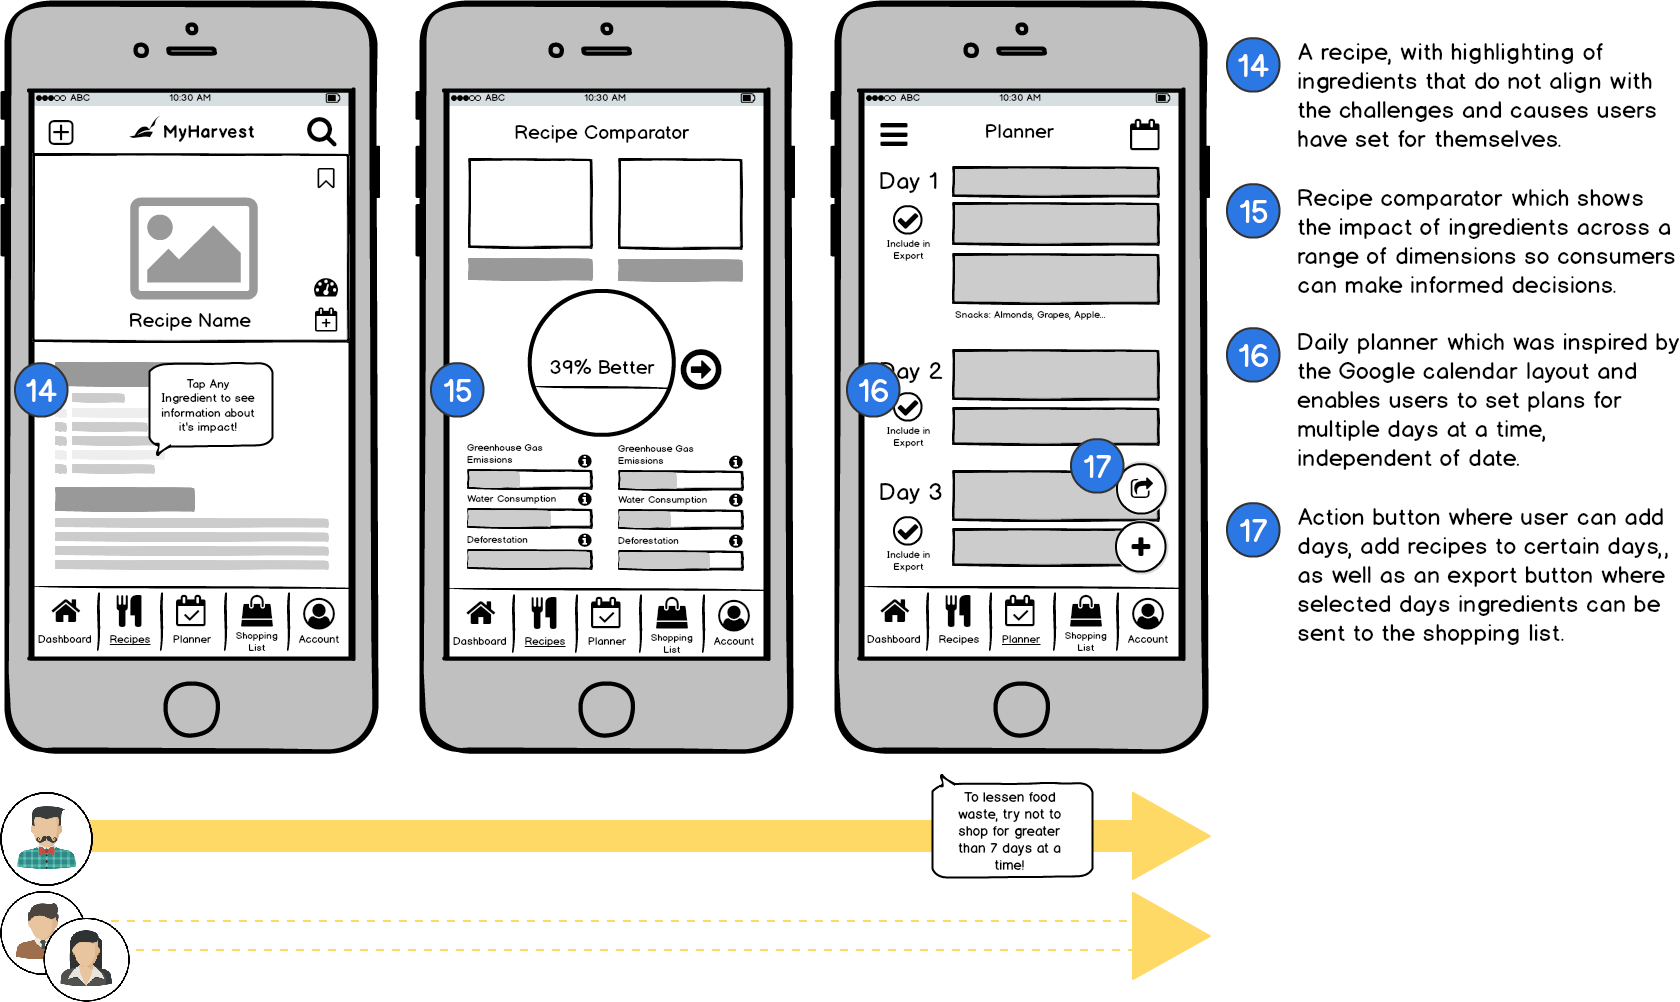 ABC 10:30 AM
MyHarvest
Recipe Name
Tap Any
Ingredient to see
information about
it's impact!
14
Dashboard
Recipes
Planner
Shopping
List
Account
ABC 10:30 AM
Recipe Comparator
39% Better
15
Greenhouse Gas
Emissions
Water Consumption
Deforestation
Greenhouse Gas
Emissions
Water Consumption
Deforestation
Dashboard
Recipes
Planner
Shopping
List
Account
ABC 10:30 AM
Planner
Day 1
Include in
Export
Snacks: Almonds, Grapes, Apple...
16
Day 2
Include in
Export
17
Day 3
Include in
Export
Dashboard
Recipes
Planner
Shopping
List
Account
14
A recipe, with highlighting of
ingredients that do not align with
the challenges and causes users
have set for themselves.
15
Recipe comparator which shows
the impact of ingredients across a
range of dimensions so consumers
can make informed decisions.
16
Daily planner which was inspired by
the Google calendar layout and
enables users to set plans for
multiple days at a time,
independent of date.
17
Action button where user can add
days, add recipes to certain days,,
as well as an export button where
selected days ingredients can be
sent to the shopping list.
To lessen food
waste, try not to
shop for greater
than 7 days at a
time!